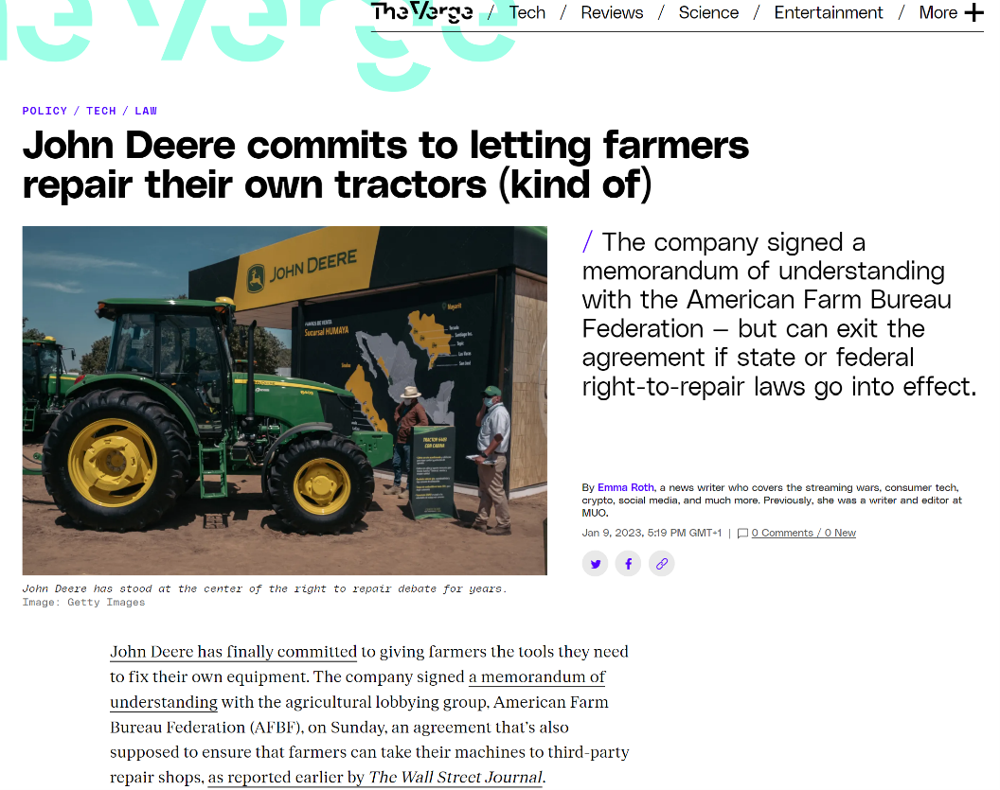 The Verge / Tech / Reviews / Science / Entertainment / More +
POLICY / TECH / LAW
John Deere commits to letting farmers
repair their own tractors (kind of)
JOHN DEERE
Nayarit
Sucursal HUMAYA
/ The company signed a
memorandum of understanding
with the American Farm Bureau
Federation – but can exit the
agreement if state or federal
right-to-repair laws go into effect.
By Emma Roth, a news writer who covers the streaming wars, consumer tech,
crypto, social media, and much more. Previously, she was a writer and editor at
MUO.
Jan 9, 2023, 5:19 PM GMT+1 | 0 Comments / 0 New
John Deere has stood at the center of the right to repair debate for years.
Image: Getty Images
John Deere has finally committed to giving farmers the tools they need
to fix their own equipment. The company signed a memorandum of
understanding with the agricultural lobbying group, American Farm
Bureau Federation (AFBF), on Sunday, an agreement that's also
supposed to ensure that farmers can take their machines to third-party
repair shops, as reported earlier by The Wall Street Journal.